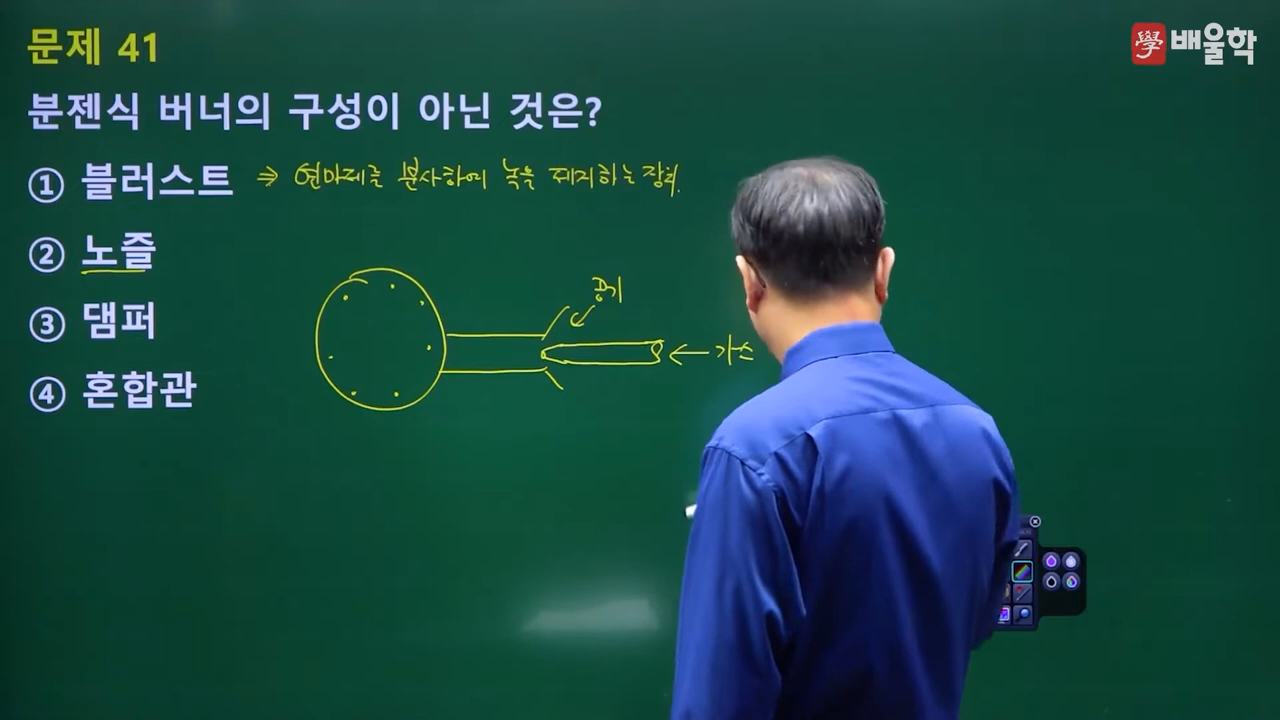 문제 41
學 배울학
분젠식 버너의 구성이 아닌 것은?
① 블러스트 ⇒ 연마제를 분사하여 녹을 제거하는 장치.
② 노즐
③ 댐퍼
④ 혼합관
공기
← 가스